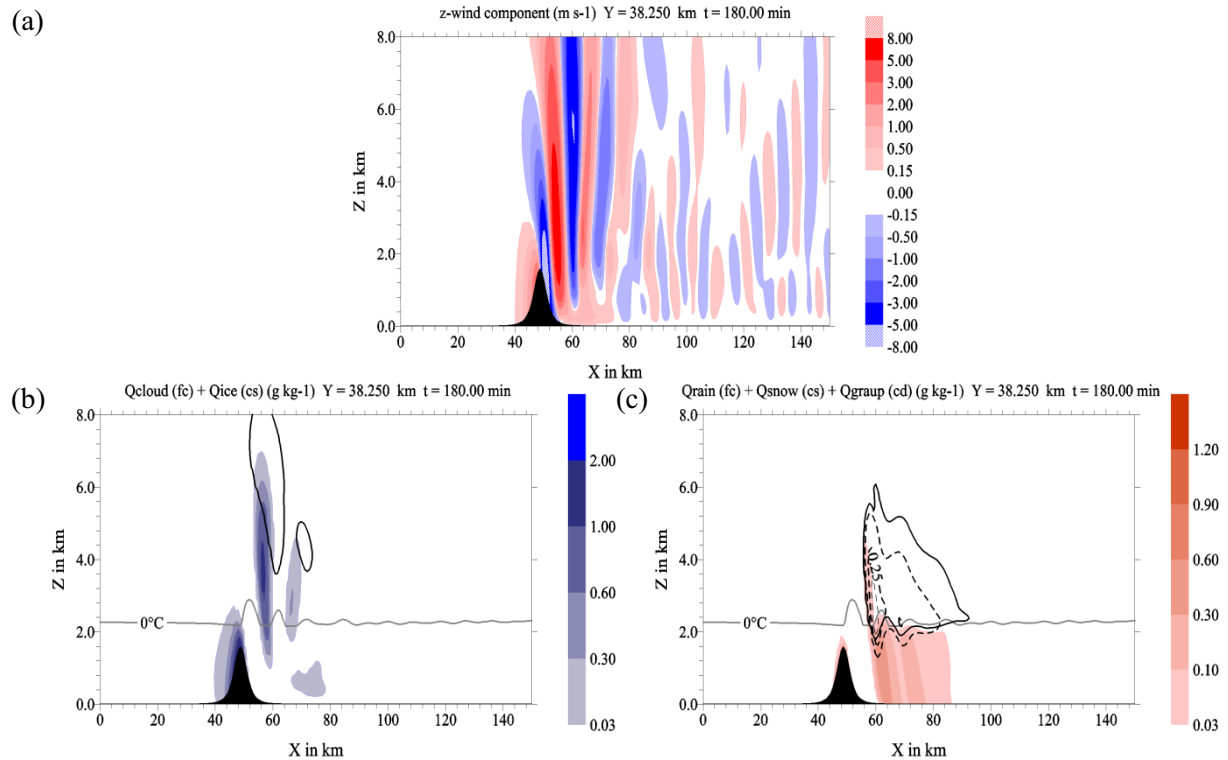 (a)
z-wind component (m s-1) Y = 38.250 km t = 180.00 min
8.0
6.0
4.0
2.0
0.0
Z in km
0 20 40 60 80 100 120 140
X in km
8.00
5.00
3.00
2.00
1.00
0.50
0.15
0.00
-0.15
-0.50
-1.00
-2.00
-3.00
-5.00
-8.00
(b)
Qcloud (fc) + Qice (cs) (g kg-1) Y = 38.250 km t = 180.00 min
8.0
6.0
4.0
2.0
0.0
Z in km
0°C
0 20 40 60 80 100 120 140
X in km
2.00
1.00
0.60
0.30
0.03
(c)
Qrain (fc) + Qsnow (cs) + Qgraup (cd) (g kg-1) Y = 38.250 km t = 180.00 min
8.0
6.0
4.0
2.0
0.0
Z in km
0°C
0 20 40 60 80 100 120 140
X in km
1.20
0.90
0.60
0.30
0.10
0.03